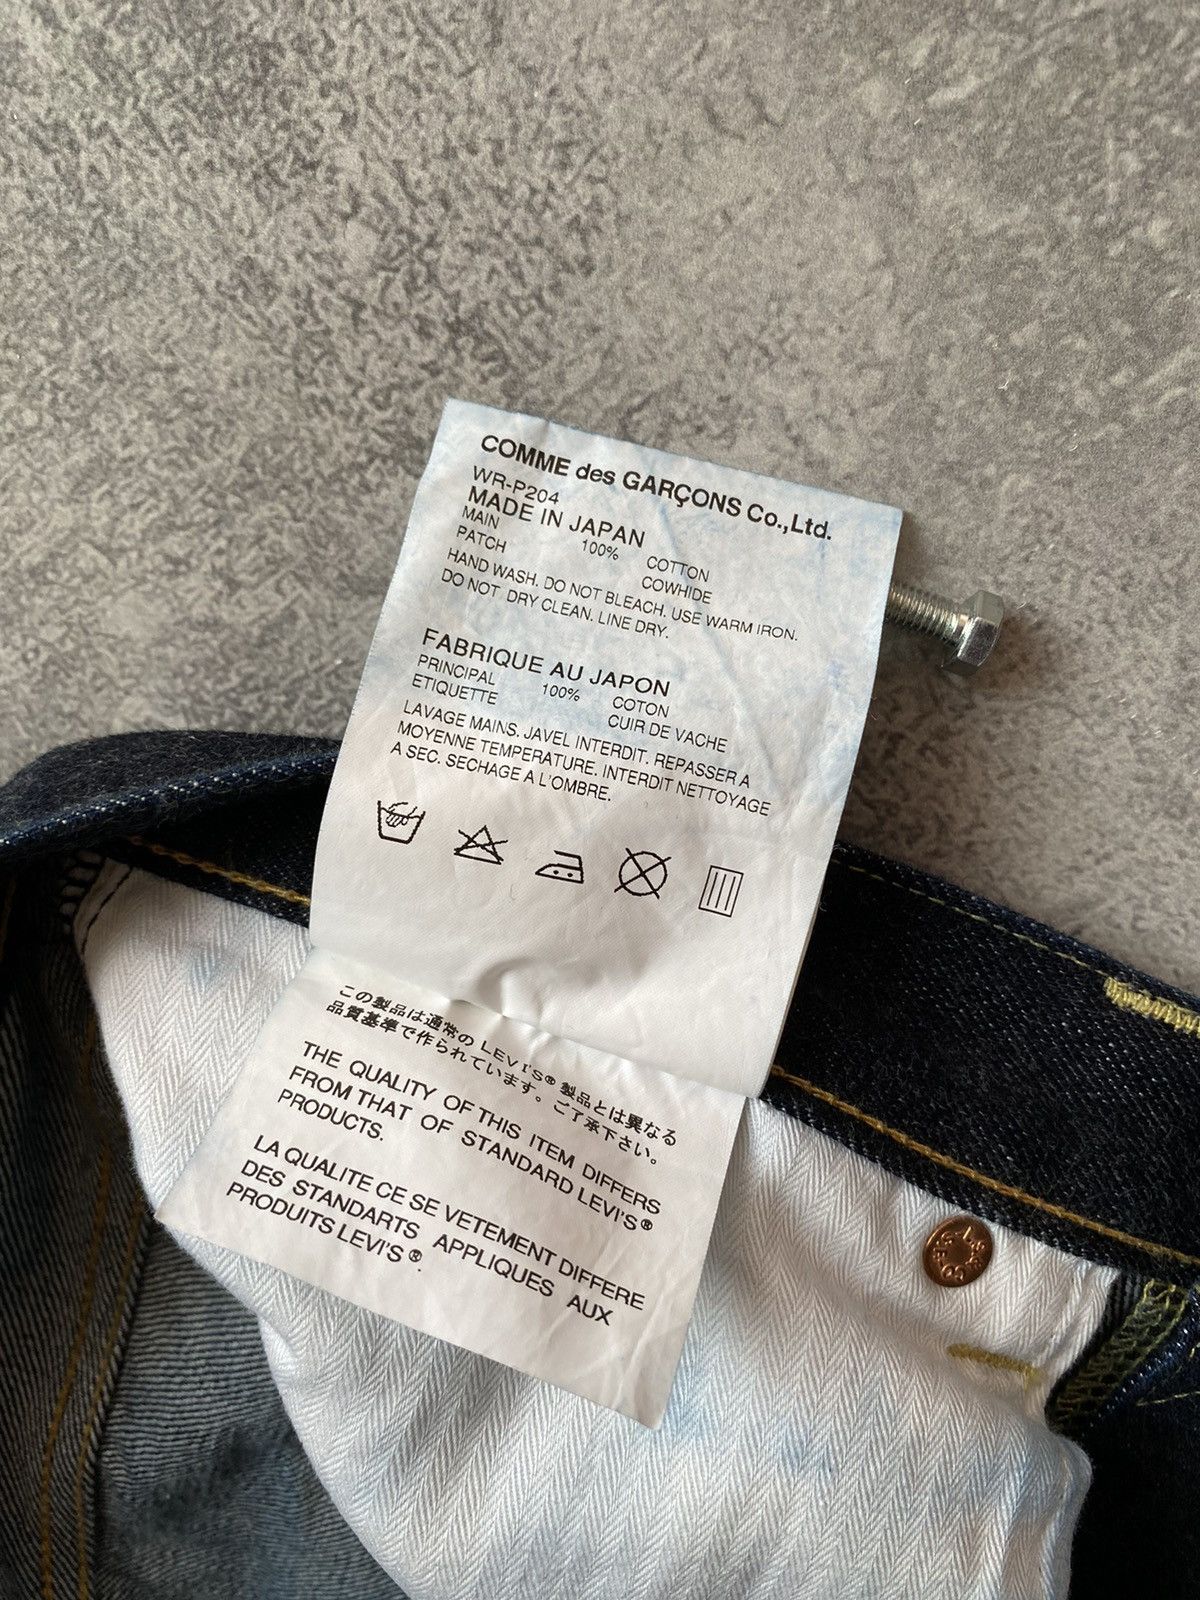 COMME des GARÇONS Co.,Ltd.
WR-P204
MADE IN JAPAN
MAIN 100% COTTON
PATCH COWHIDE
HAND WASH. DO NOT BLEACH. USE WARM IRON.
DO NOT DRY CLEAN. LINE DRY.
FABRIQUE AU JAPON
PRINCIPAL 100% COTON
ETIQUETTE CUIR DE VACHE
LAVAGE MAINS. JAVEL INTERDIT. REPASSER A
MOYENNE TEMPERATURE. INTERDIT NETTOYAGE
A SEC. SECHAGE A L'OMBRE.
この製品は通常の LEVI'S® 製品とは異なる
品質基準で作られています。ご了承下さい。
THE QUALITY OF THIS ITEM DIFFERS
FROM THAT OF STANDARD LEVI'S®
PRODUCTS.
LA QUALITE CE SE VETEMENT DIFFERE
DES STANDARTS APPLIQUES AUX
PRODUITS LEVI'S®.